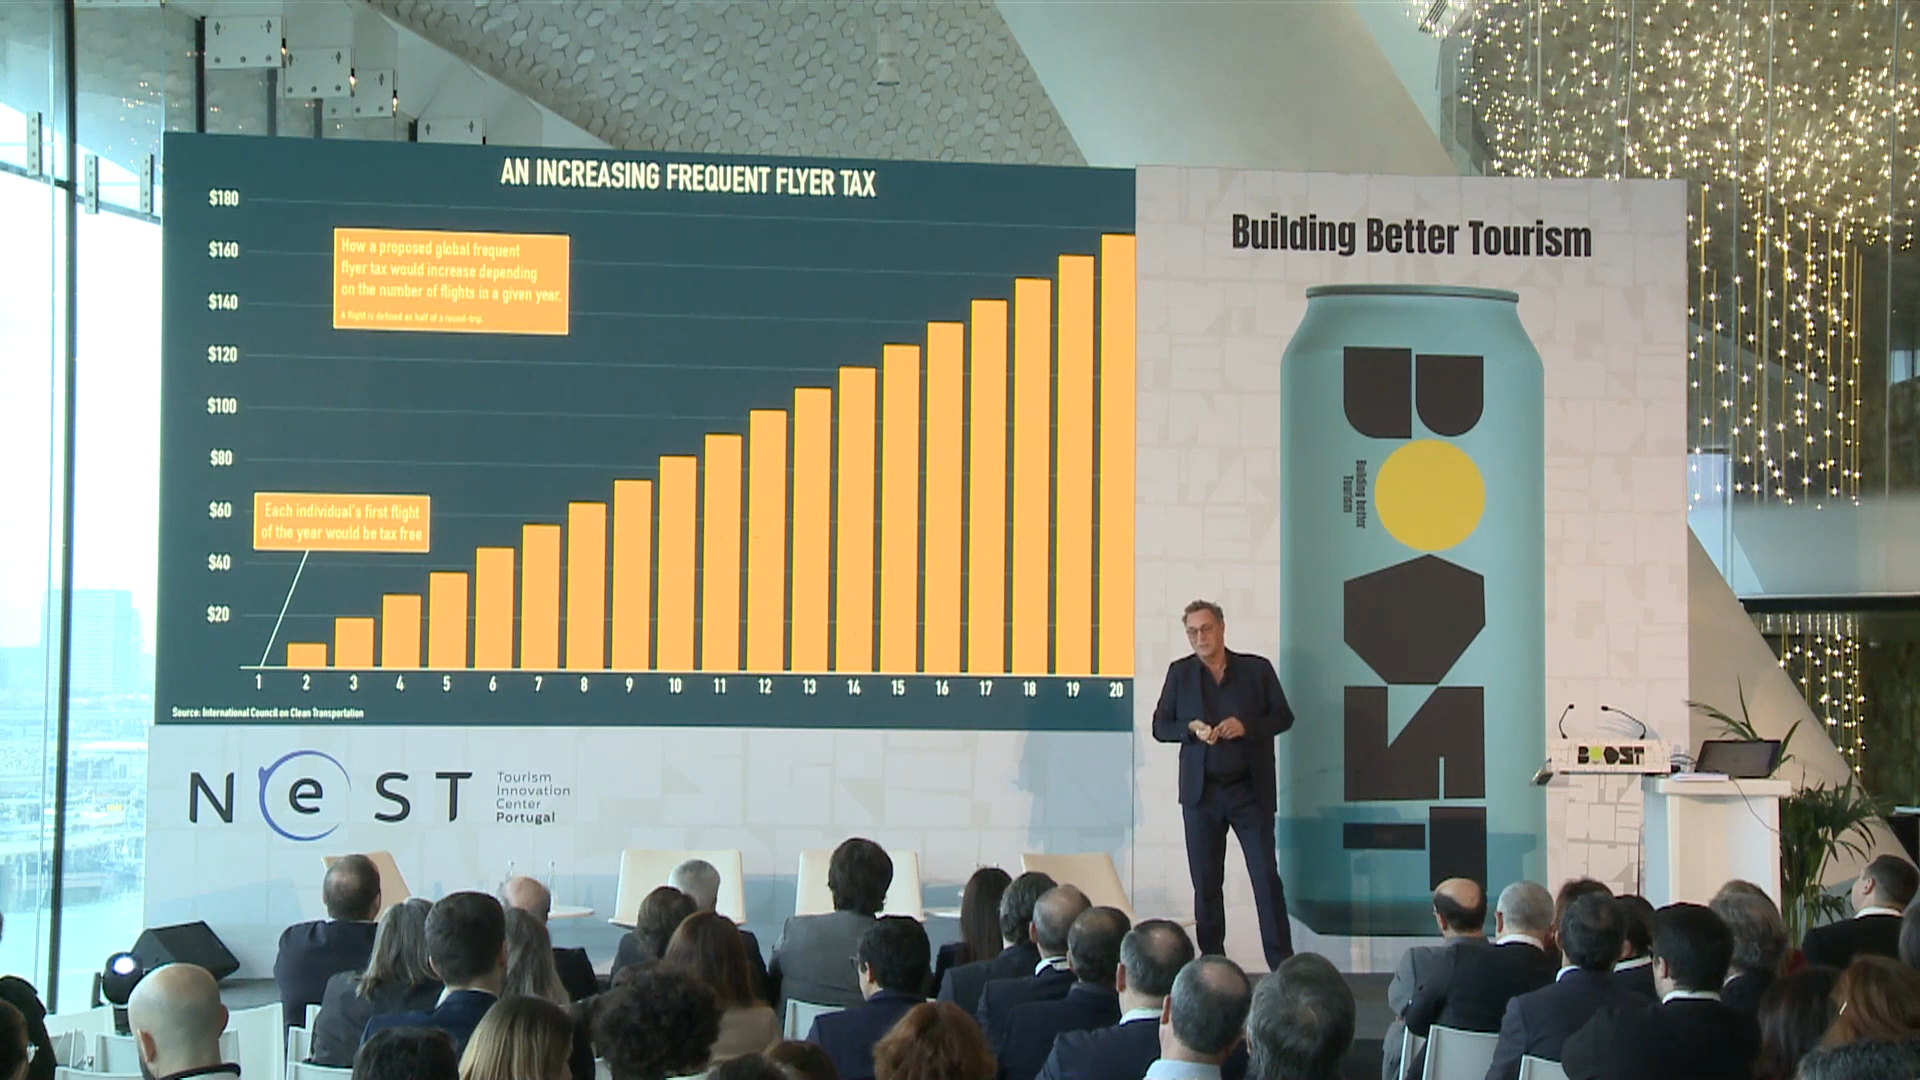 AN INCREASING FREQUENT FLYER TAX
$180
$160
$140
$120
$100
$80
$60
$40
$20
How a proposed global frequent
flyer tax would increase depending
on the number of flights in a given year.
A flight is defined as half of a round-trip.
Each individual's first flight
of the year would be tax free
1 2 3 4 5 6 7 8 9 10 11 12 13 14 15 16 17 18 19 20
Source: International Council on Clean Transportation
NeST
Tourism
Innovation
Center
Portugal
Building Better Tourism
BOOST
Building better
Tourism
BOOST